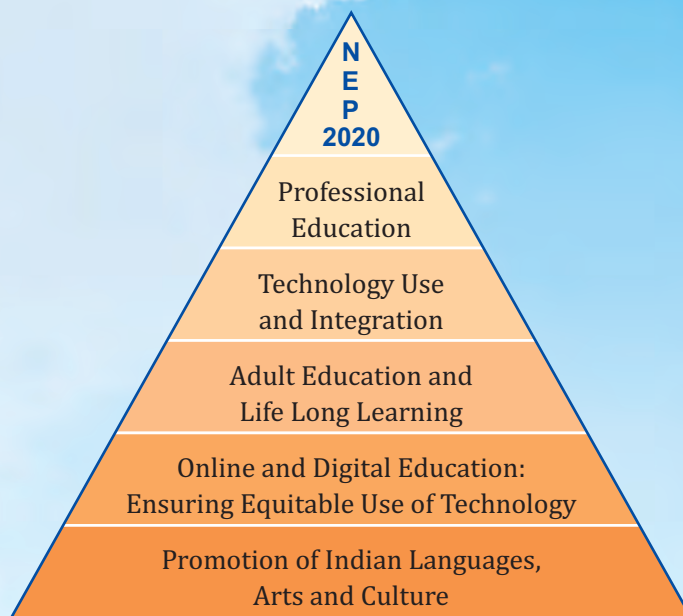 N
E
P
2020
Professional
Education
Technology Use
and Integration
Adult Education and
Life Long Learning
Online and Digital Education:
Ensuring Equitable Use of Technology
Promotion of Indian Languages,
Arts and Culture